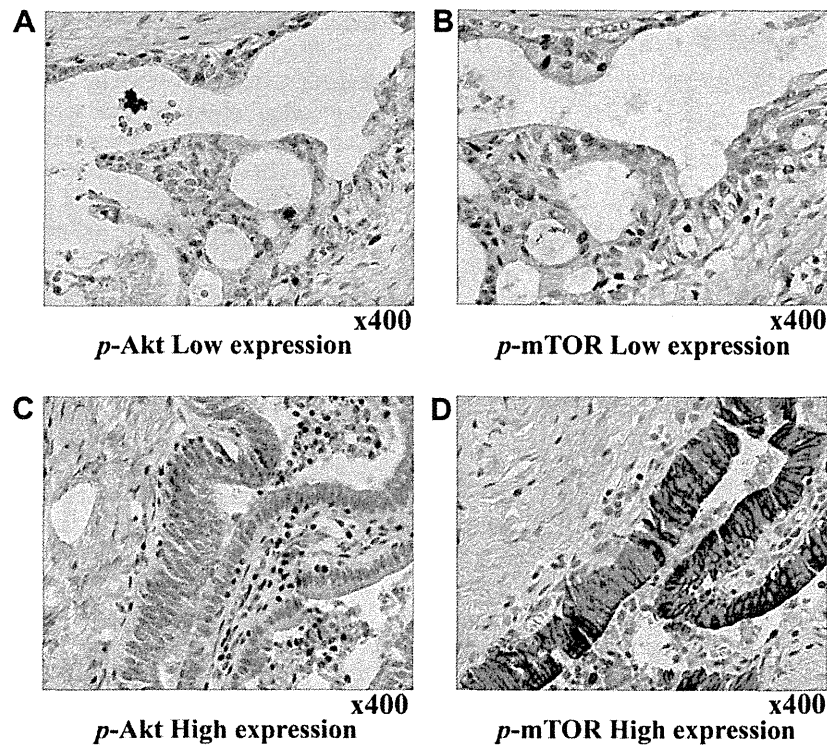 A
B
x400
x400
p-Akt Low expression
p-mTOR Low expression
C
D
x400
x400
p-Akt High expression
p-mTOR High expression